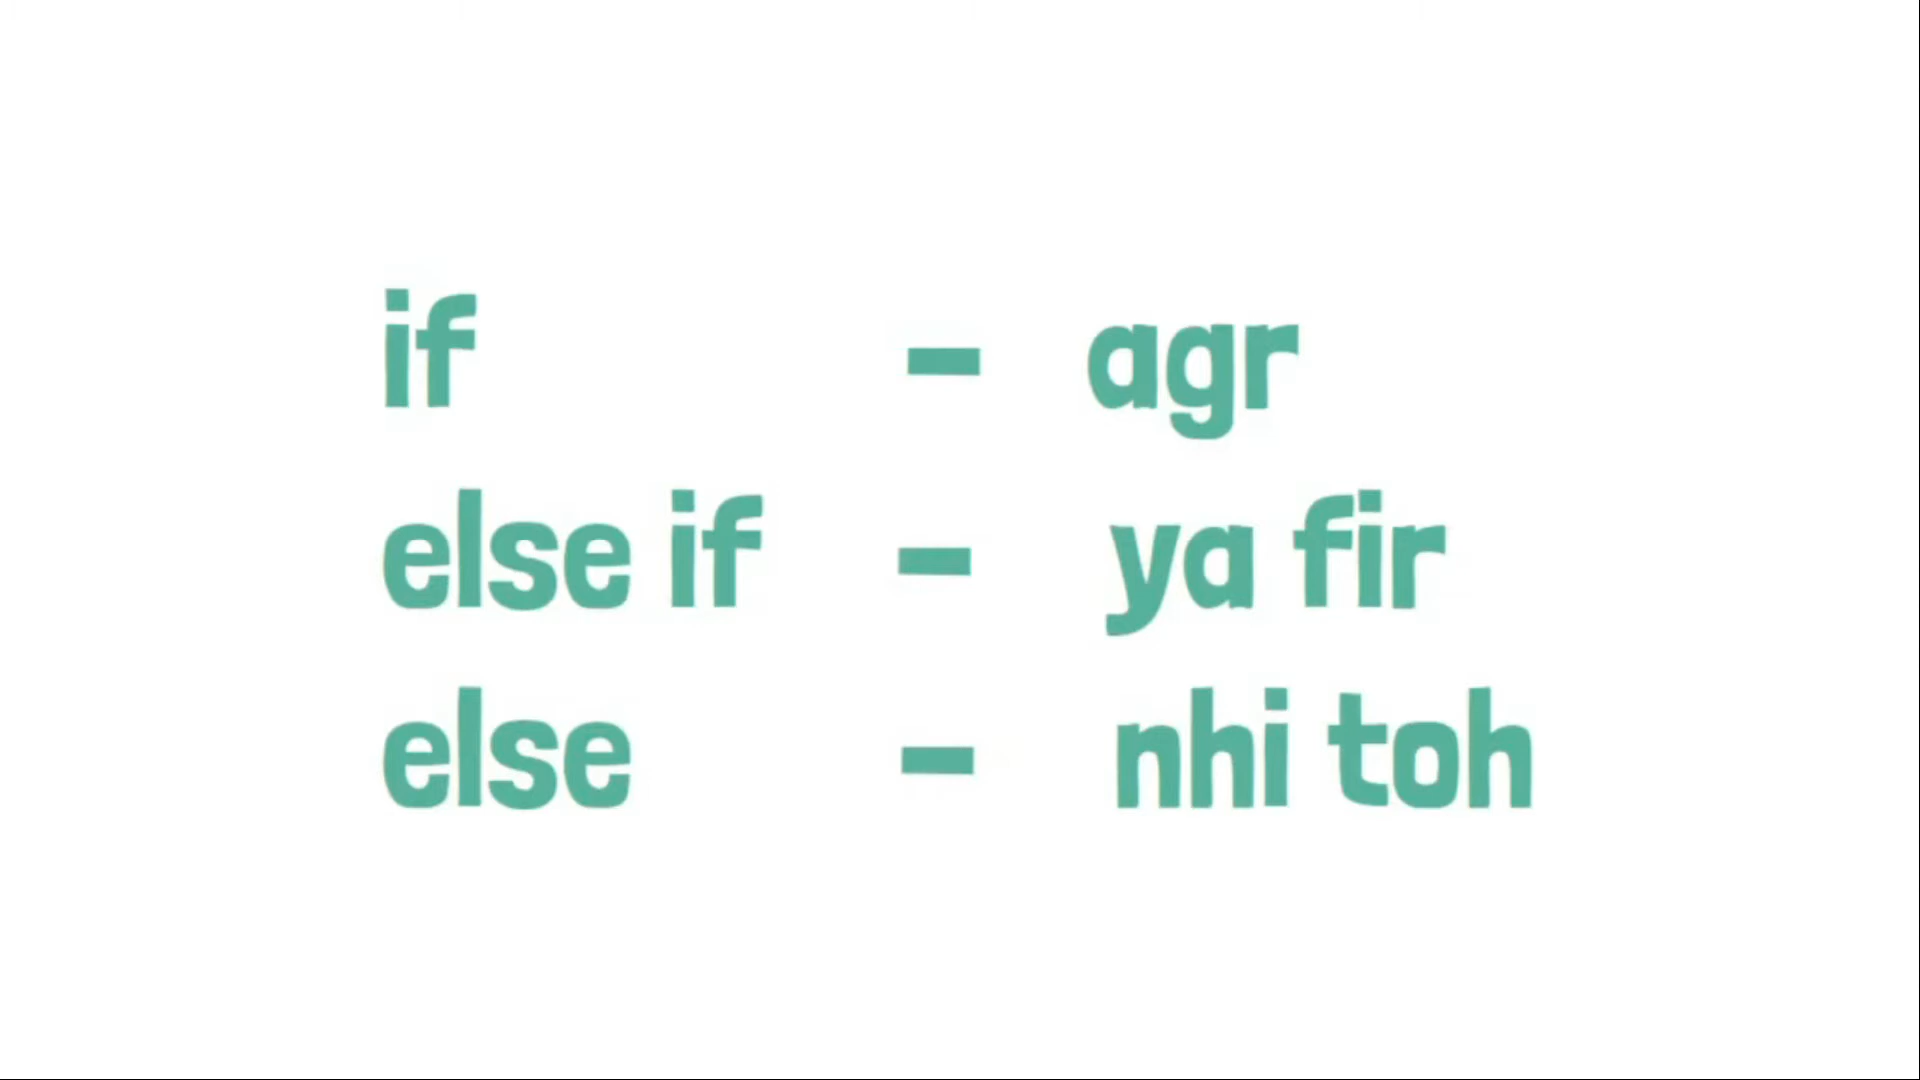 if - agr
else if - ya fir
else - nhi toh